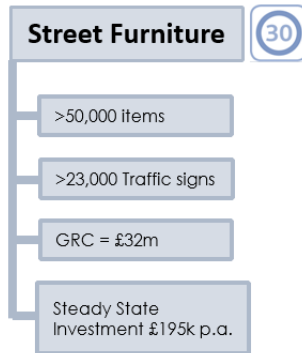 Street Furniture
30
>50,000 items
>23,000 Traffic signs
GRC = £32m
Steady State
Investment £195k p.a.